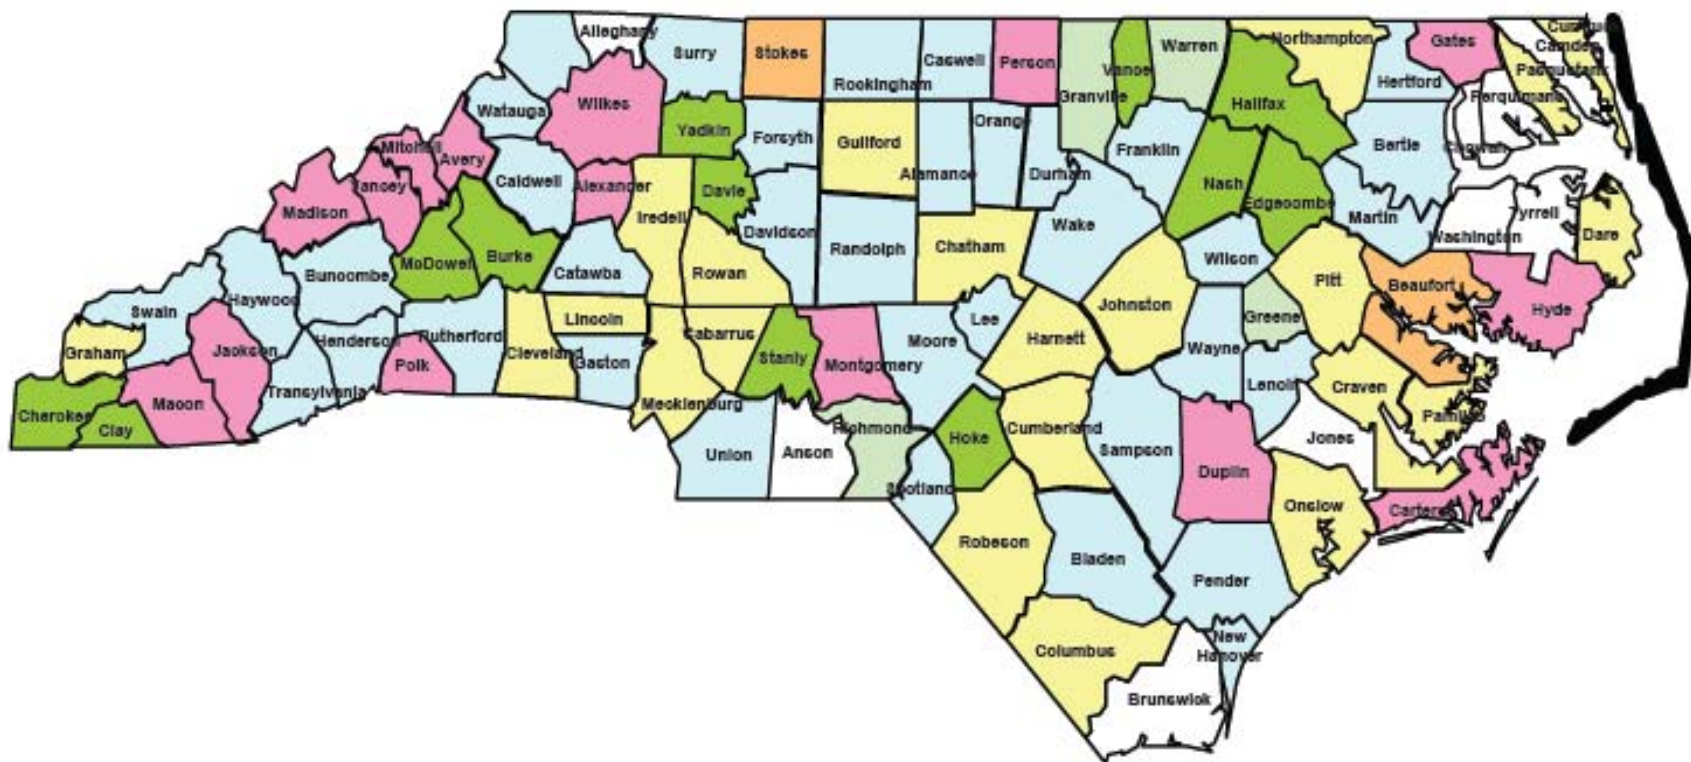 Alleghany
Surry
Stokes
Rockingham
Caswell
Person
Granville
Vance
Warren
Northampton
Gates
Hertford
Camden
Pasquotank
Perquimans
Chowan
Watauga
Wilkes
Yadkin
Forsyth
Guilford
Alamance
Orange
Durham
Franklin
Halifax
Bertie
Mitchell
Avery
Yancey
Madison
Caldwell
Alexander
Iredell
Davie
Davidson
Randolph
Chatham
Wake
Nash
Edgecombe
Martin
Washington
Tyrrell
Dare
Swain
Haywood
Buncombe
McDowel
Burke
Catawba
Rowan
Johnston
Wilson
Pitt
Beaufort
Hyde
Graham
Jackson
Henderson
Rutherford
Cleveland
Lincoln
Gaston
Cabarrus
Stanly
Montgomery
Moore
Lee
Harnett
Wayne
Greene
Lenoir
Craven
Pamlico
Cherokee
Clay
Macon
Transylvania
Polk
Mecklenburg
Union
Anson
Richmond
Scotland
Hoke
Cumberland
Sampson
Duplin
Jones
Onslow
Carteret
Robeson
Bladen
Pender
Columbus
New
Hanover
Brunswick